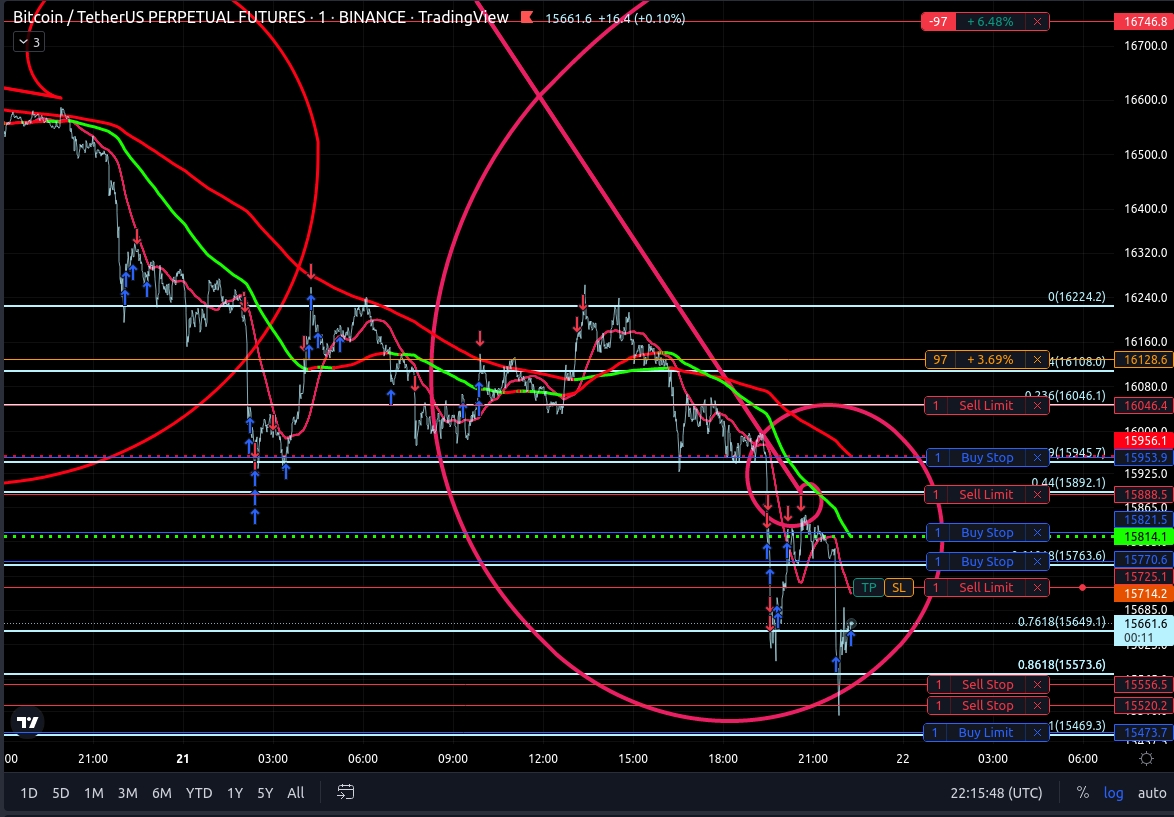 Bitcoin / TetherUS PERPETUAL FUTURES · 1 · BINANCE · TradingView 15661.6 +16.4 (+0.10%)
3
-97 +6.48% × 16746.8
16700.0
16600.0
16500.0
16400.0
16320.0
0(16224.2) 16240.0
16160.0
97 +3.69% × 4(16108.0) 16128.6
16080.0
0.236(16046.1)
1 Sell Limit × 16046.4
16000.0
15956.1
9(15945.7)
1 Buy Stop × 15953.9
15925.0
0.44(15892.1)
1 Sell Limit × 15888.5
15865.0
15821.5
1 Buy Stop × 15814.1
(15763.6)
1 Buy Stop × 15770.6
15725.1
TP SL 1 Sell Limit × 15714.2
15685.0
0.7618(15649.1) 15661.6
00:11
0.8618(15573.6)
1 Sell Stop × 15556.5
1 Sell Stop × 15520.2
1(15469.3)
1 Buy Limit × 15473.7
:00 21:00 21 03:00 06:00 09:00 12:00 15:00 18:00 21:00 22 03:00 06:00
1D 5D 1M 3M 6M YTD 1Y 5Y All 22:15:48 (UTC) % log auto